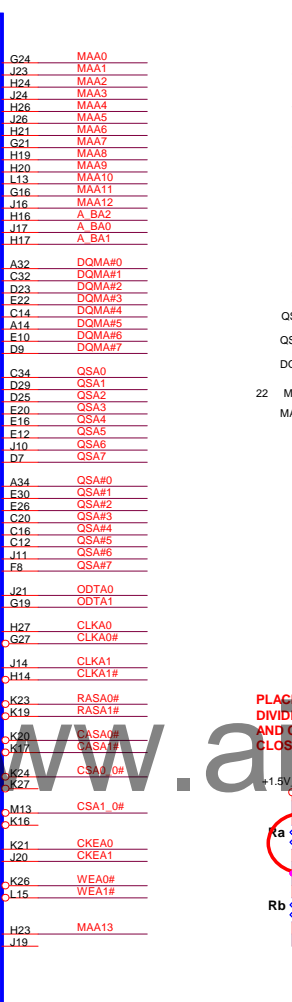 G24 MAA0
J23 MAA1
H24 MAA2
J24 MAA3
H26 MAA4
J26 MAA5
H21 MAA6
G21 MAA7
H19 MAA8
H20 MAA9
L13 MAA10
G16 MAA11
J16 MAA12
H16 A_BA2
J17 A_BA0
H17 A_BA1
A32 DQMA#0
C32 DQMA#1
D23 DQMA#2
E22 DQMA#3
C14 DQMA#4
A14 DQMA#5
E10 DQMA#6
D9 DQMA#7
C34 QSA0
D29 QSA1
D25 QSA2
E20 QSA3
E16 QSA4
E12 QSA5
J10 QSA6
D7 QSA7
A34 QSA#0
E30 QSA#1
E26 QSA#2
C20 QSA#3
C16 QSA#4
C12 QSA#5
J11 QSA#6
F8 QSA#7
J21 ODTA0
G19 ODTA1
H27 CLKA0
G27 CLKA0#
J14 CLKA1
H14 CLKA1#
K23 RASA0#
K19 RASA1#
K20 CASA0#
K17 CASA1#
K24 CSA0_0#
K27
M13 CSA1_0#
K16
K21 CKEA0
J20 CKEA1
K26 WEA0#
L15 WEA1#
H23 MAA13
J19
QS
QS
DQ
22 M
MA
PLAC
DIVID
AND C
CLOS
+1.5V
Ra
Rb
ww.a